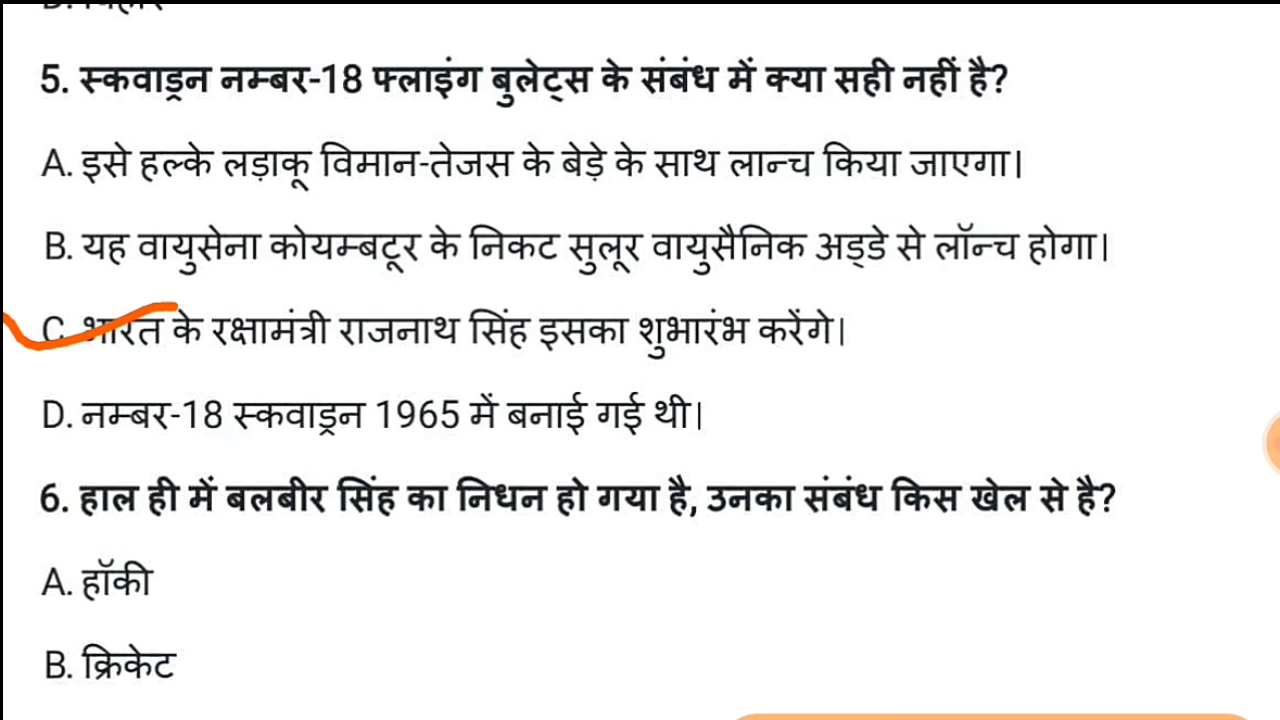 5. स्कवाड्रन नम्बर-18 फ्लाइंग बुलेट्स के संबंध में क्या सही नहीं है?
A. इसे हल्के लड़ाकू विमान-तेजस के बेड़े के साथ लान्च किया जाएगा।
B. यह वायुसेना कोयम्बटूर के निकट सुलूर वायुसैनिक अड्डे से लॉन्च होगा।
C. भारत के रक्षामंत्री राजनाथ सिंह इसका शुभारंभ करेंगे।
D. नम्बर-18 स्कवाड्रन 1965 में बनाई गई थी।
6. हाल ही में बलबीर सिंह का निधन हो गया है, उनका संबंध किस खेल से है?
A. हॉकी
B. क्रिकेट